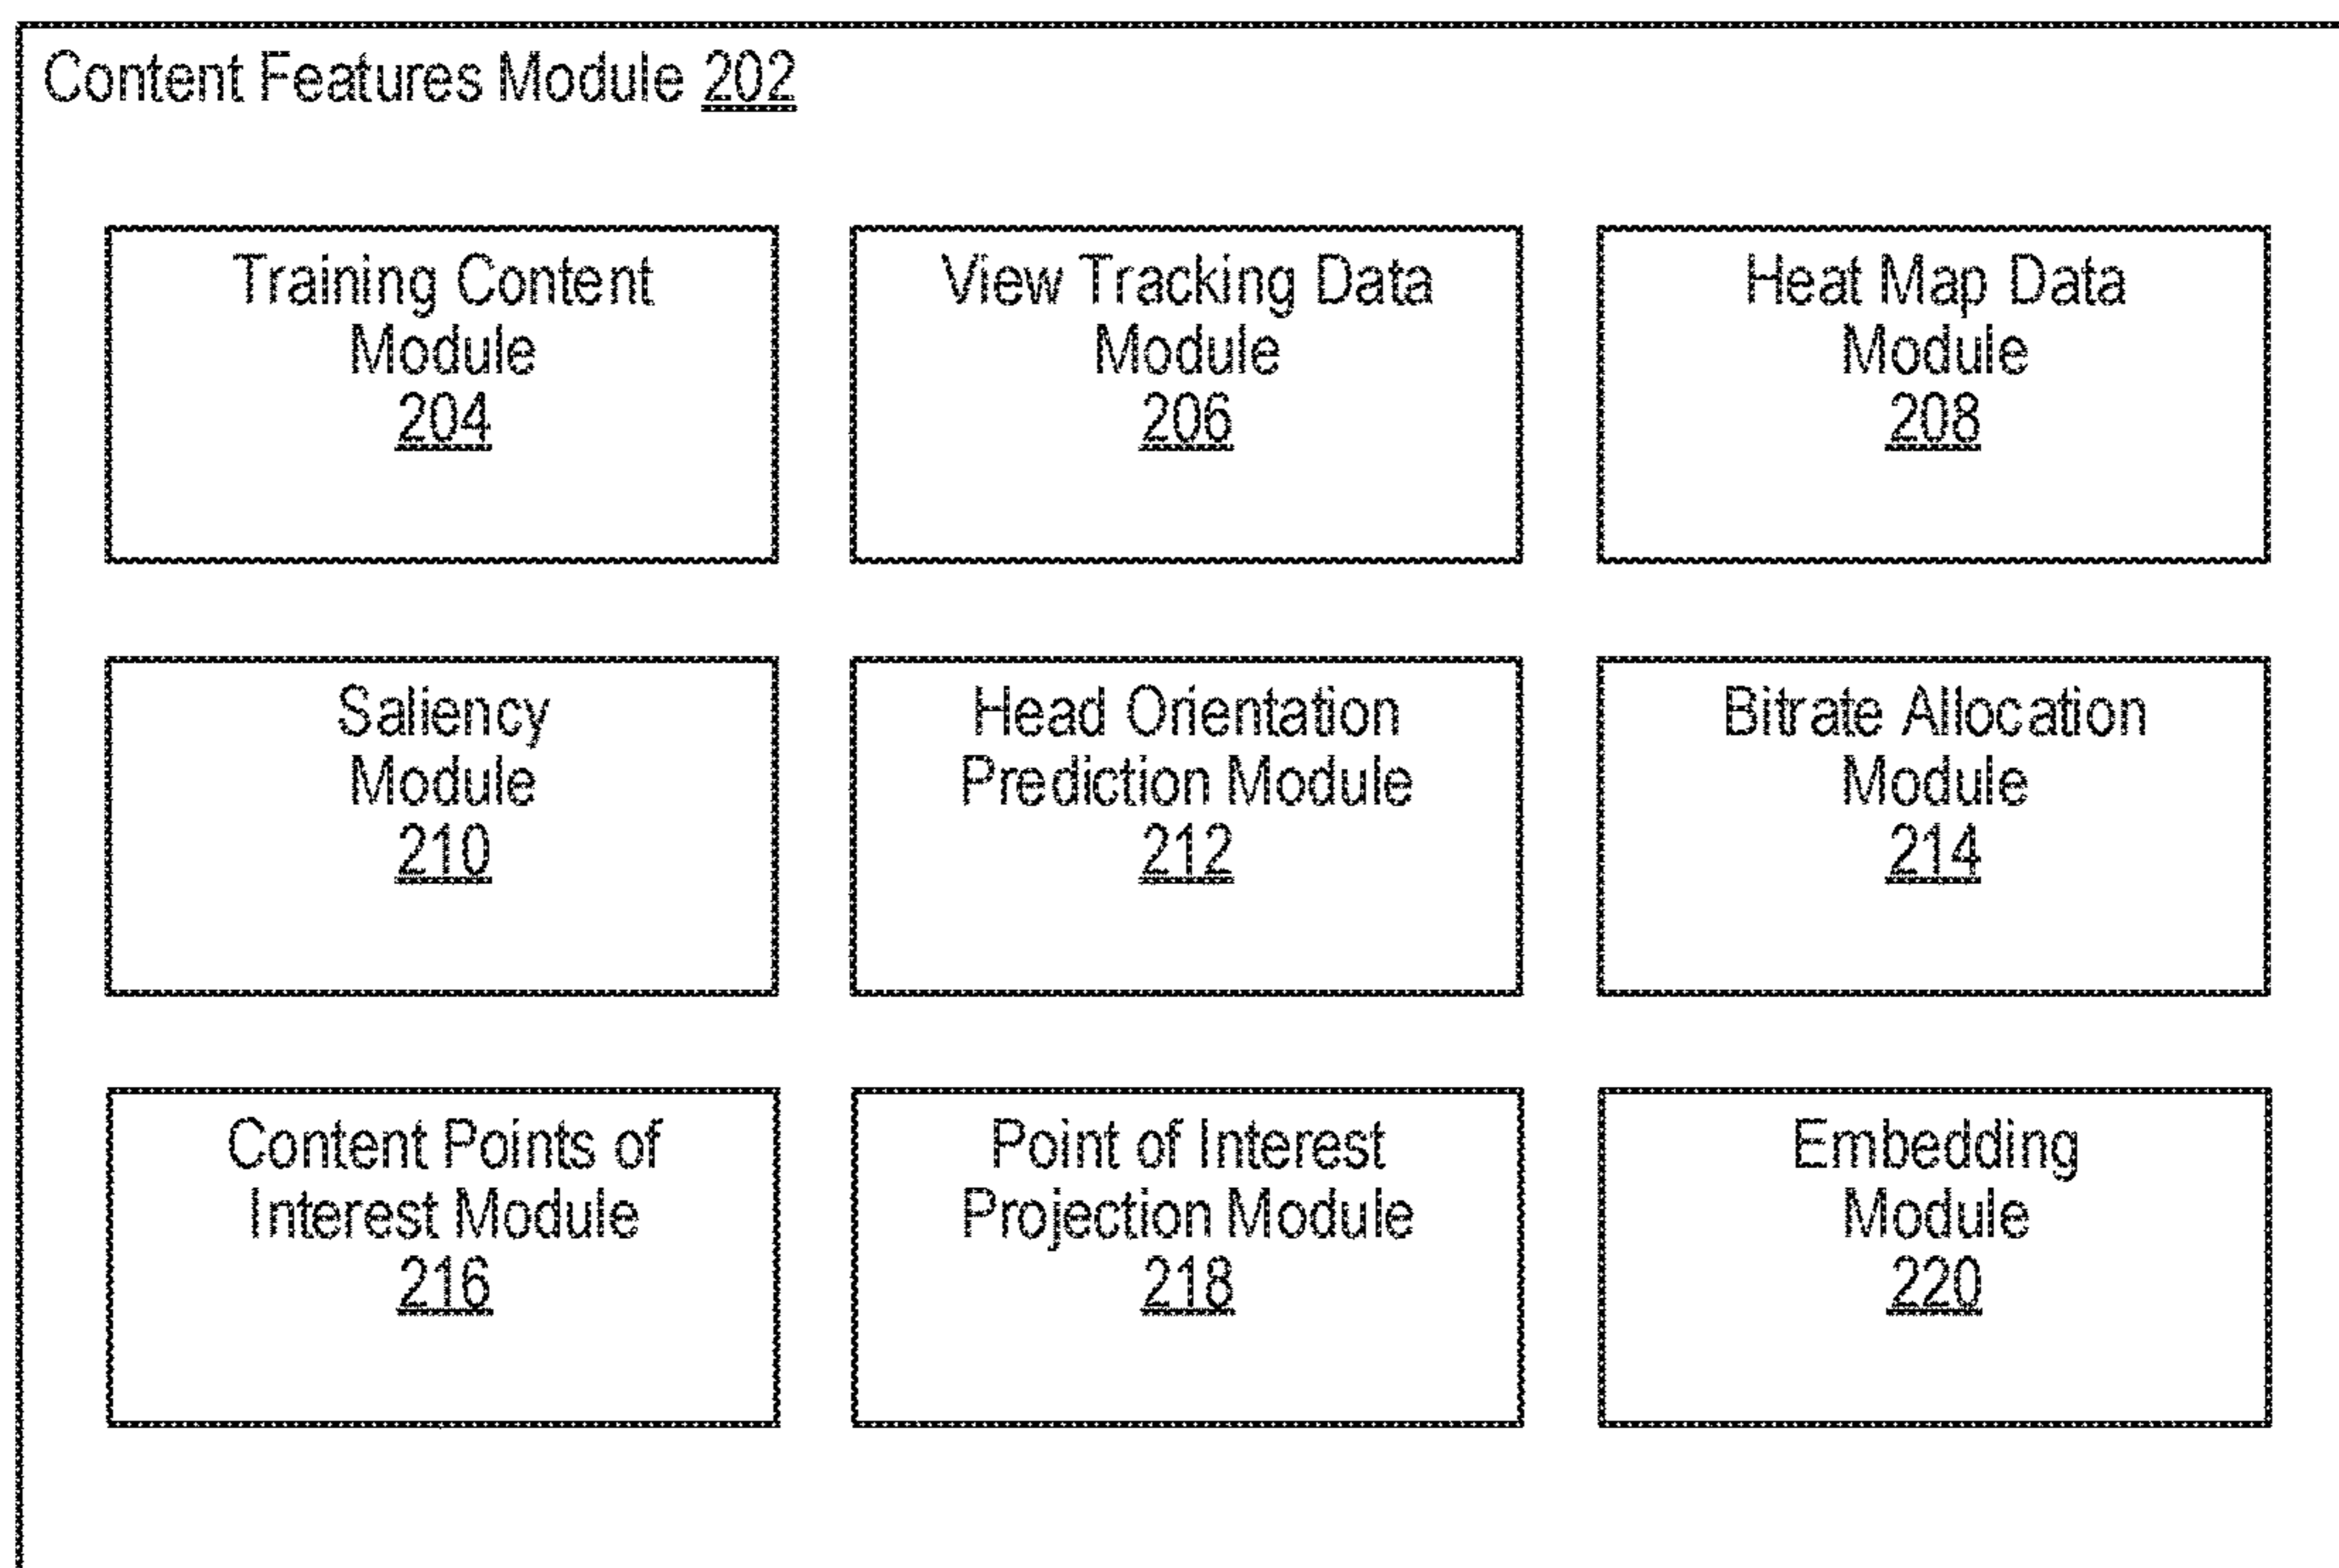 Content Features Module 202
Training Content
Module
204
View Tracking Data
Module
206
Heat Map Data
Module
208
Saliency
Module
210
Head Orientation
Prediction Module
212
Bitrate Allocation
Module
214
Content Points of
Interest Module
216
Point of Interest
Projection Module
218
Embedding
Module
220